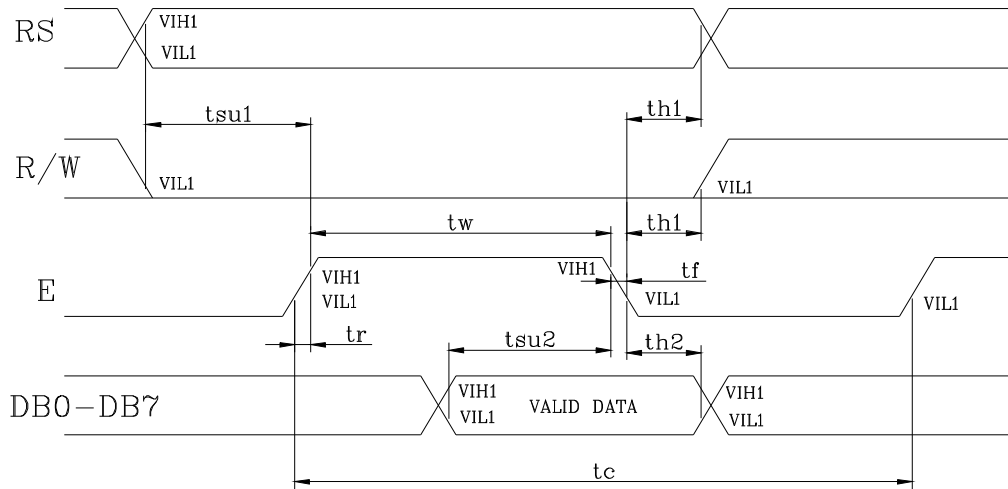 RS
VIH1
VIL1
tsu1
th1
R/W
VIL1
VIL1
tw
th1
E
VIH1
VIL1
VIH1
tf
VIL1
VIL1
tr
tsu2
th2
DB0-DB7
VIH1
VIL1
VALID DATA
VIH1
VIL1
tc